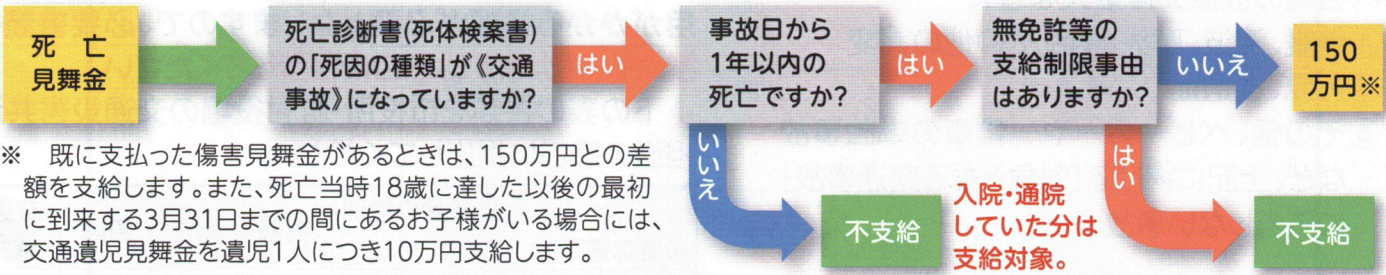 死亡
見舞金
死亡診断書(死体検案書)
の「死因の種類」が《交通
事故》になっていますか?
はい
事故日から
1年以内の
死亡ですか?
はい
無免許等の
支給制限事由
はありますか?
いいえ
150
万円※
いいえ
不支給
入院・通院
していた分は
支給対象。
はい
不支給
※ 既に支払った傷害見舞金があるときは、150万円との差
額を支給します。また、死亡当時18歳に達した以後の最初
に到来する3月31日までの間にあるお子様がいる場合には、
交通遺児見舞金を遺児1人につき10万円支給します。